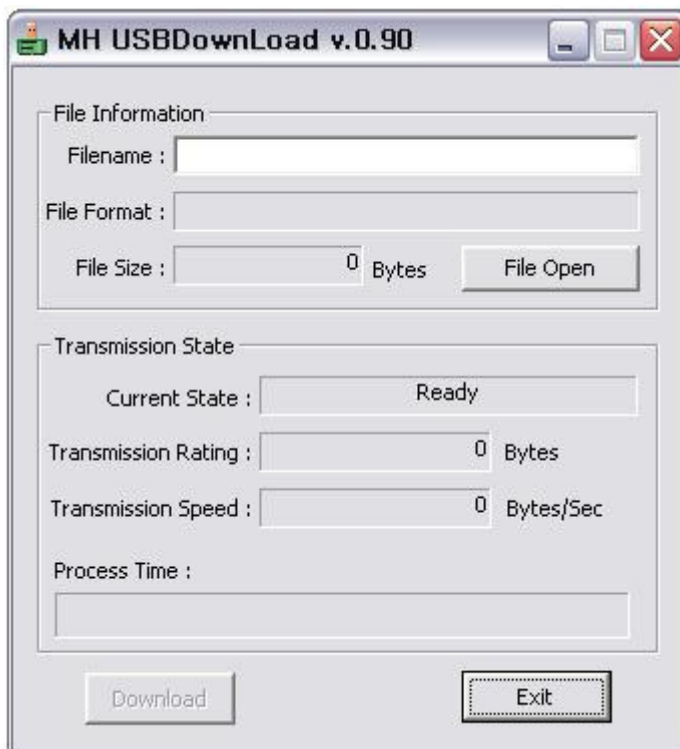 MH USBDownLoad v.0.90
File Information
Filename :
File Format :
File Size : 0 Bytes File Open
Transmission State
Current State : Ready
Transmission Rating : 0 Bytes
Transmission Speed : 0 Bytes/Sec
Process Time :
Download Exit